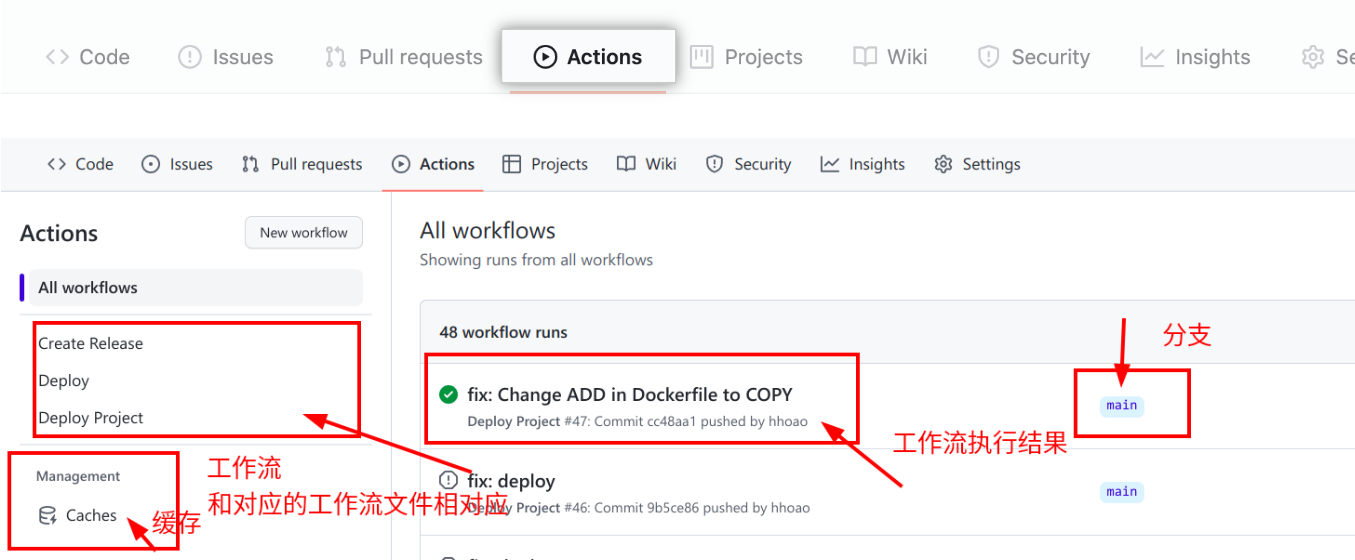 Code Issues Pull requests Actions Projects Wiki Security Insights
Code Issues Pull requests Actions Projects Wiki Security Insights Settings
Actions
New workflow
All workflows
Create Release
Deploy
Deploy Project
工作流
和对应的工作流文件相对应
Management
Caches
缓存
All workflows
Showing runs from all workflows
48 workflow runs
分支
fix: Change ADD in Dockerfile to COPY
Deploy Project #47: Commit cc48aa1 pushed by hhoao
main
工作流执行结果
fix: deploy
Deploy Project #46: Commit 9b5ce86 pushed by hhoao
main